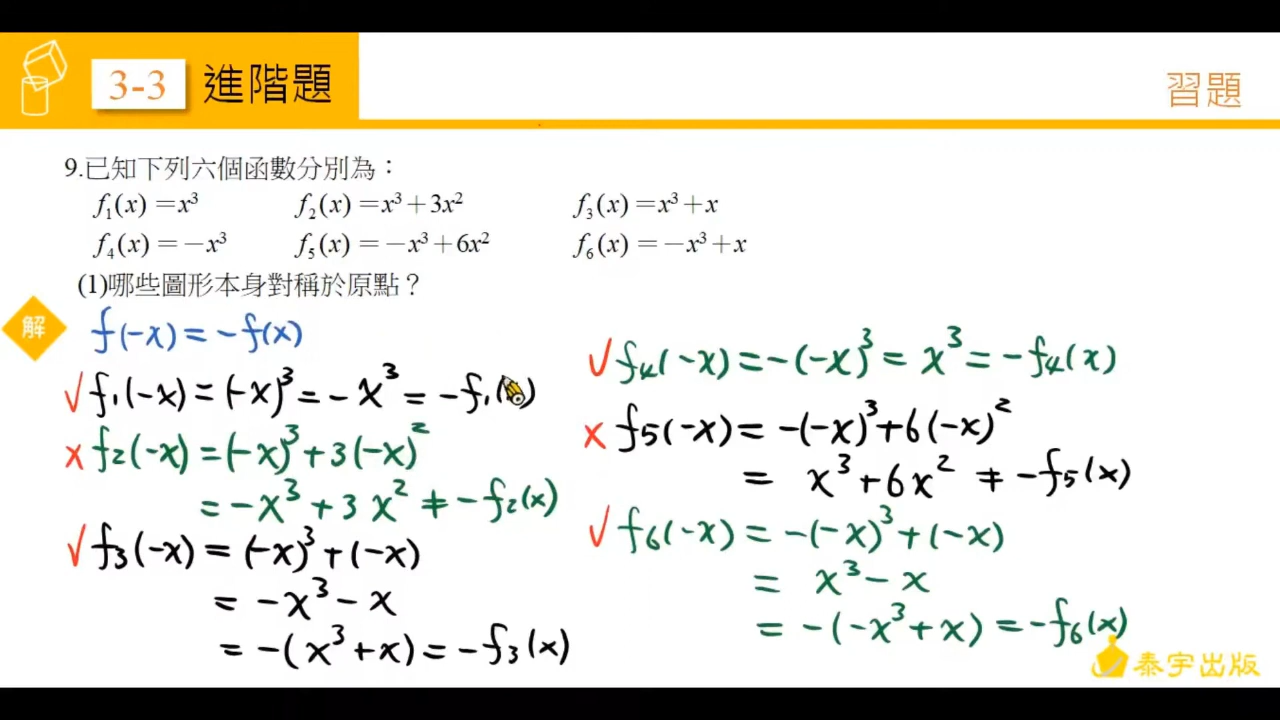 3-3 進階題
習題
9.已知下列六個函數分別為：
f₁(x)=x³ f₂(x)=x³+3x² f₃(x)=x³+x
f₄(x)=−x³ f₅(x)=−x³+6x² f₆(x)=−x³+x
(1)哪些圖形本身對稱於原點？
解
f(-x) = -f(x)
√ f₁(-x) = (-x)³ = -x³ = -f₁( )
× f₂(-x) = (-x)³ + 3(-x)²
= -x³ + 3x² ≠ -f₂(x)
√ f₃(-x) = (-x)³ + (-x)
= -x³ - x
= -(x³ + x) = -f₃(x)
√ f₄(-x) = -(-x)³ = x³ = -f₄(x)
× f₅(-x) = -(-x)³ + 6(-x)²
= x³ + 6x² ≠ -f₅(x)
√ f₆(-x) = -(-x)³ + (-x)
= x³ - x
= -(-x³ + x) = -f₆(x)
泰宇出版